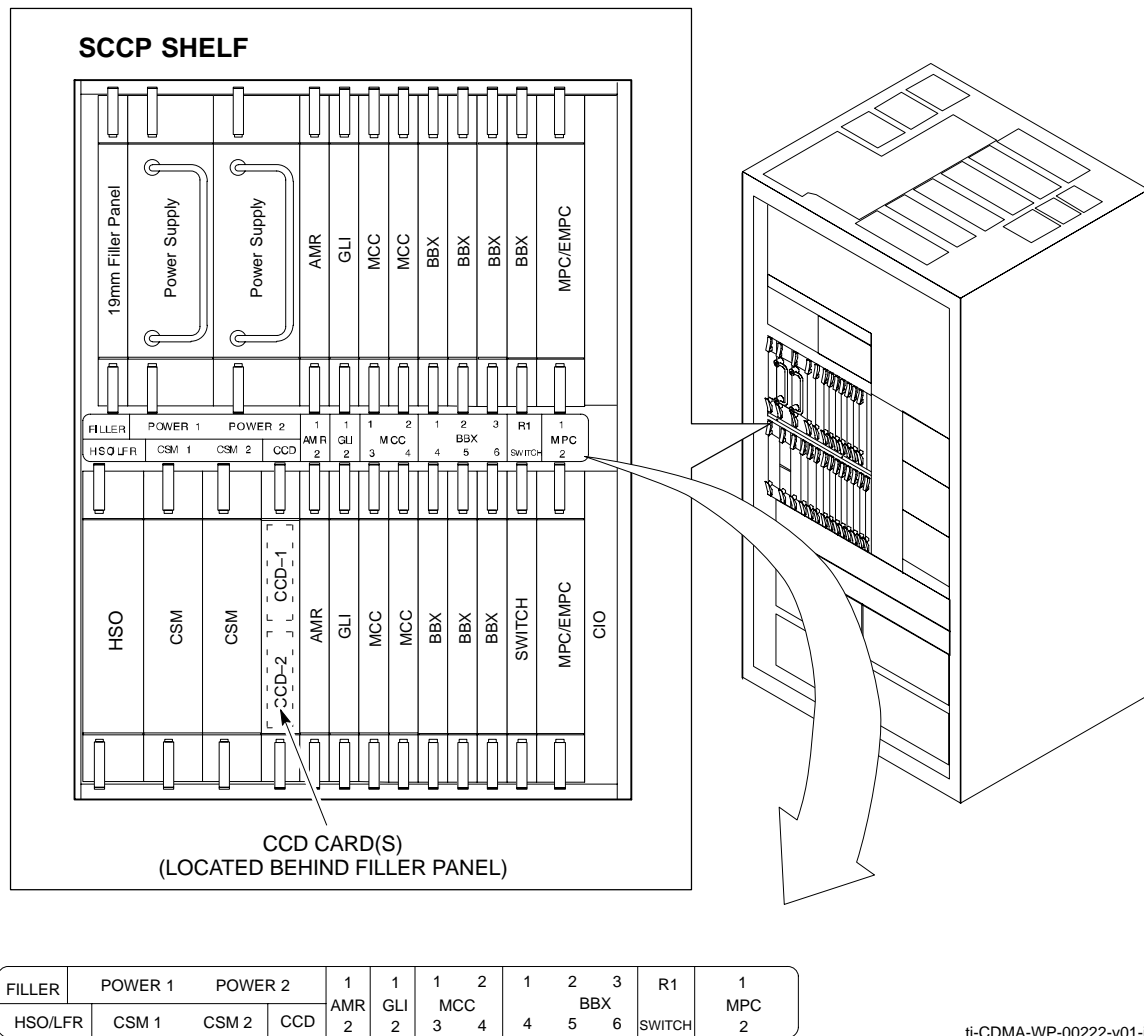 SCCP SHELF
19mm Filler Panel
Power Supply
Power Supply
AMR
GLI
MCC
MCC
BBX
BBX
BBX
BBX
MPC/EMPC
FILLER POWER 1 POWER 2 1 1 1 2 1 2 3 R1 1
AMR GLI MCC BBX MPC
HSO/LFR CSM 1 CSM 2 CCD 2 2 3 4 4 5 6 SWITCH 2
HSO
CSM
CSM
CCD–1
CCD–2
AMR
GLI
MCC
MCC
BBX
BBX
BBX
SWITCH
MPC/EMPC
CIO
CCD CARD(S)
(LOCATED BEHIND FILLER PANEL)
FILLER POWER 1 POWER 2 1 1 1 2 1 2 3 R1 1
AMR GLI MCC BBX MPC
HSO/LFR CSM 1 CSM 2 CCD 2 2 3 4 4 5 6 SWITCH 2